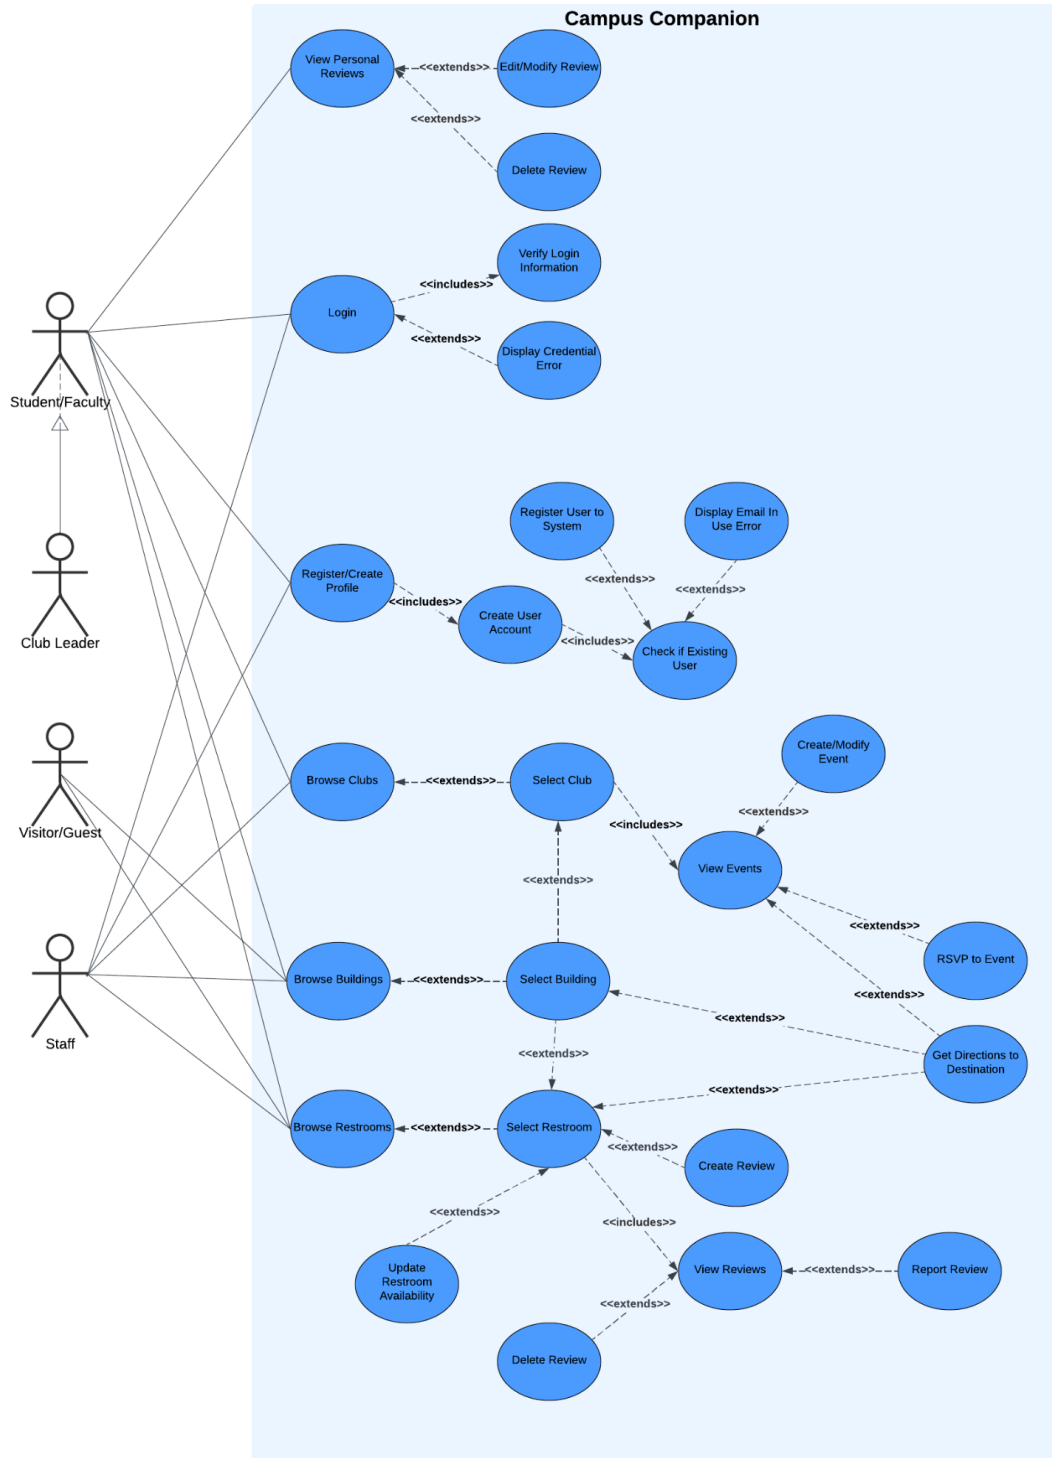 Campus Companion
View Personal
Reviews
<<extends>>
Edit/Modify Review
<<extends>>
Delete Review
Verify Login
Information
<<includes>>
Login
<<extends>>
Display Credential
Error
Student/Faculty
Register User to
System
Display Email In
Use Error
<<extends>>
<<extends>>
Register/Create
Profile
<<includes>>
Create User
Account
<<includes>>
Check if Existing
User
Club Leader
Create/Modify
Event
Browse Clubs
<<extends>>
Select Club
<<extends>>
<<includes>>
Visitor/Guest
View Events
<<extends>>
<<extends>>
RSVP to Event
Browse Buildings
<<extends>>
Select Building
<<extends>>
<<extends>>
Staff
<<extends>>
Get Directions to
Destination
<<extends>>
Browse Restrooms
<<extends>>
Select Restroom
<<extends>>
Create Review
<<extends>>
<<includes>>
Update
Restroom
Availability
View Reviews
<<extends>>
Report Review
<<extends>>
Delete Review